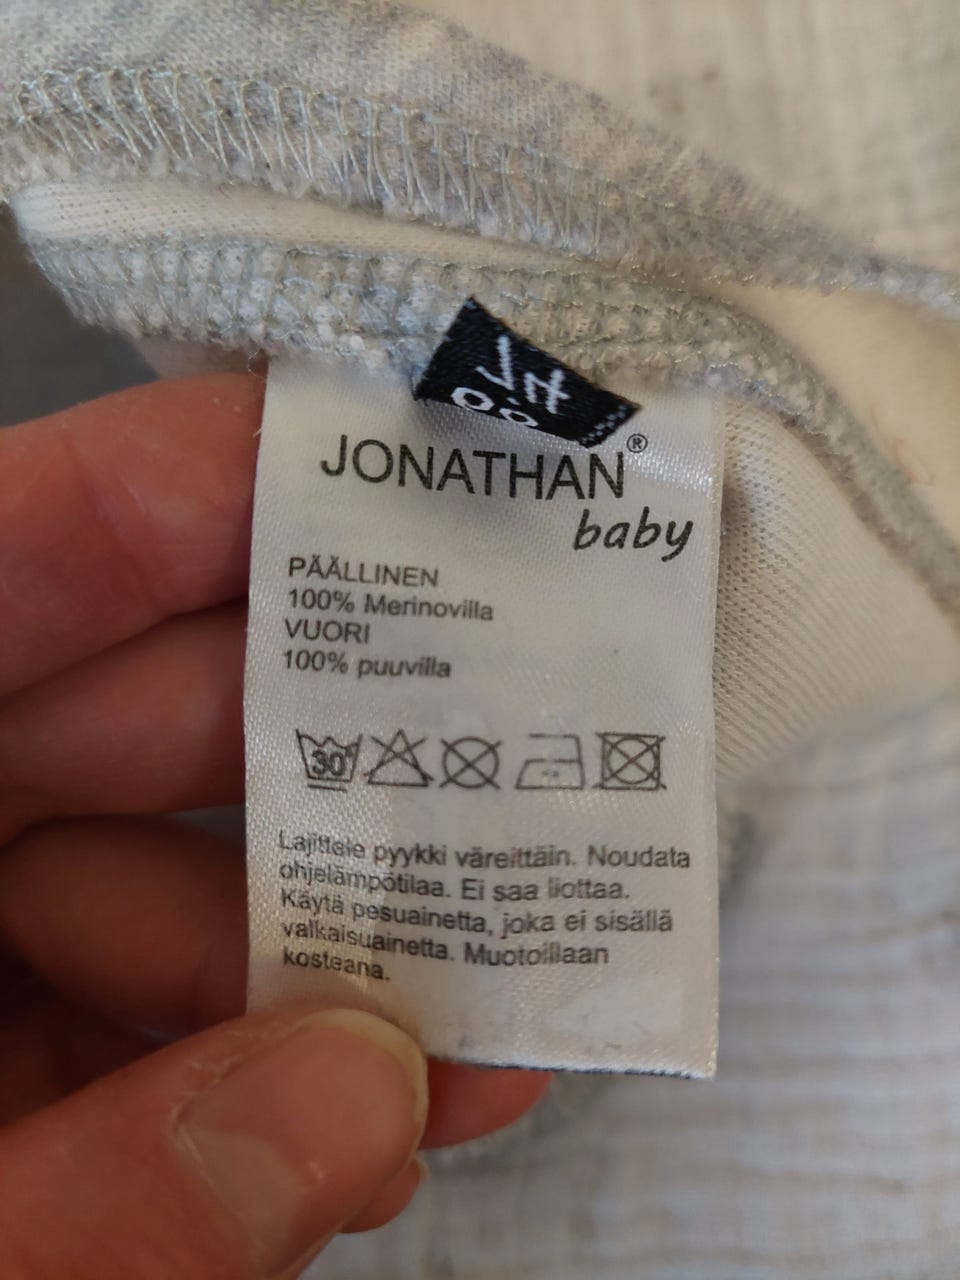 JONATHAN®
baby
PÄÄLLINEN
100% Merinovilla
VUORI
100% puuvilla
30°
Lajittele pyykki väreittäin. Noudata
ohjelämpötilaa. Ei saa liottaa.
Käytä pesuainetta, joka ei sisällä
valkaisuainetta. Muotoillaan
kosteana.